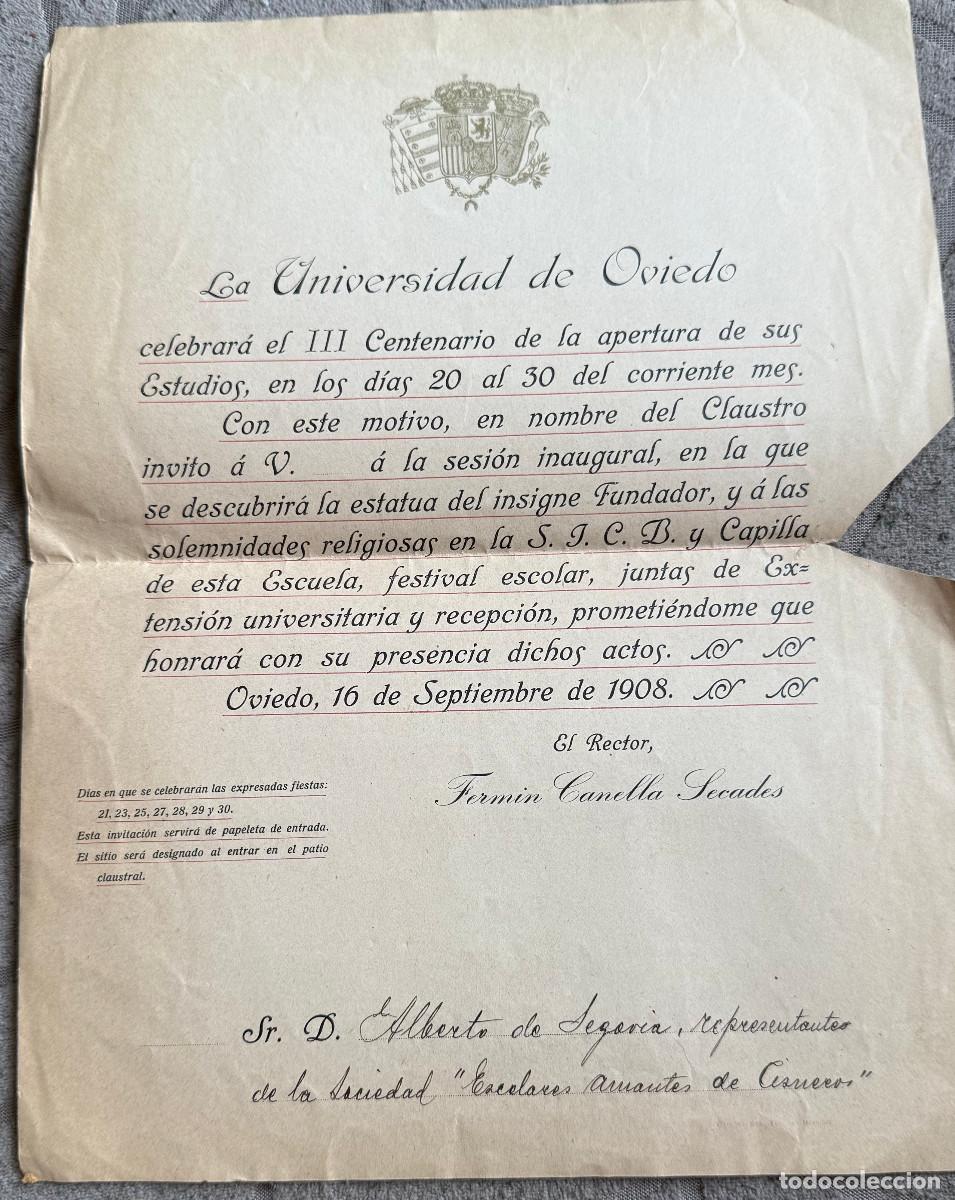 La Universidad de Oviedo
celebrará el III Centenario de la apertura de sus
Estudios, en los días 20 al 30 del corriente mes.
Con este motivo, en nombre del Claustro
invito á V. á la sesión inaugural, en la que
se descubrirá la estatua del insigne Fundador, y á las
solemnidades religiosas en la S. I. C. B. y Capilla
de esta Escuela, festival escolar, juntas de Ex=
tensión universitaria y recepción, prometiéndome que
honrará con su presencia dichos actos.
Oviedo, 16 de Septiembre de 1908.
El Rector,
Fermin Canella Secades
Días en que se celebrarán las expresadas fiestas:
21, 23, 25, 27, 28, 29 y 30.
Esta invitación servirá de papeleta de entrada.
El sitio será designado al entrar en el patio
claustral.
Sr. D. Alberto de Segovia, representante
de la Sociedad "Escolares amantes de Cisneros"
todocoleccion